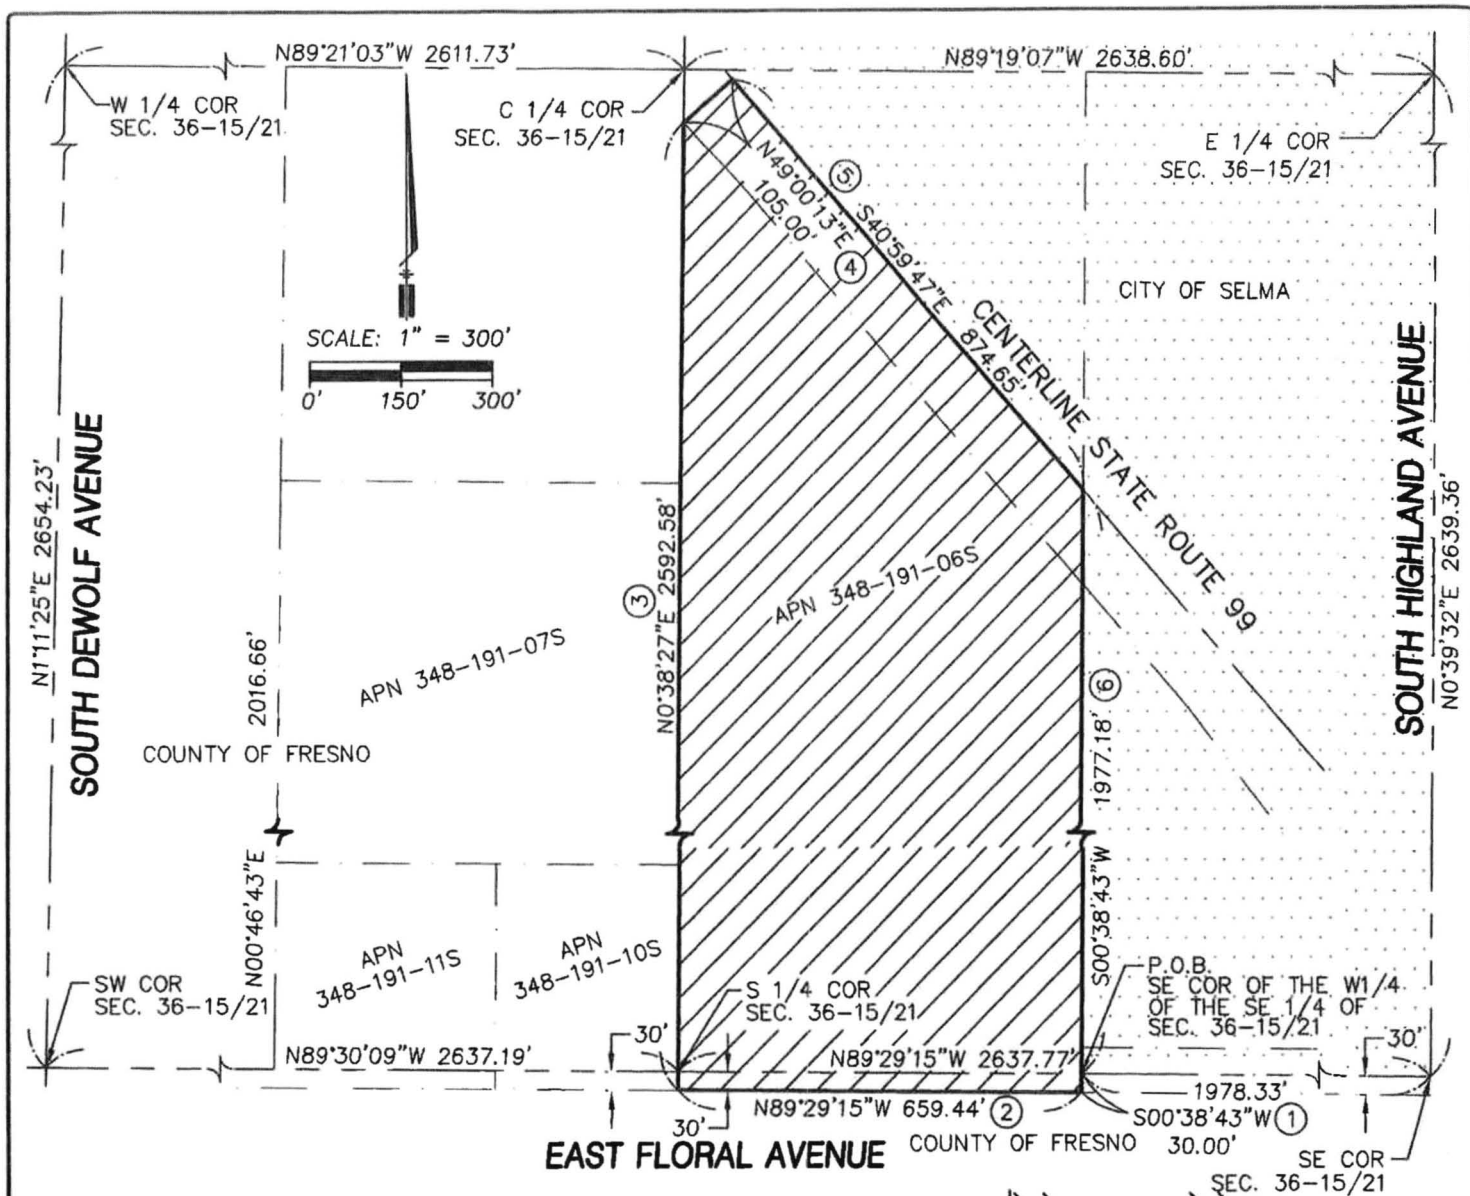 N89°21'03"W 2611.73'
N89°19'07"W 2638.60'
W 1/4 COR
SEC. 36-15/21
C 1/4 COR
SEC. 36-15/21
E 1/4 COR
SEC. 36-15/21
N49°00'13"E ④
105.00'
⑤ S40°59'47"E 874.65'
CITY OF SELMA
CENTERLINE STATE ROUTE 99
SCALE: 1" = 300'
0' 150' 300'
N1°11'25"E 2654.23'
SOUTH DEWOLF AVENUE
SOUTH HIGHLAND AVENUE
N0°39'32"E 2639.36'
N0°38'27"E 2592.58' ③
APN 348-191-06S
APN 348-191-07S
2016.66'
N00°46'43"E
COUNTY OF FRESNO
S00°38'43"W 1977.18' ⑥
APN
348-191-11S
APN
348-191-10S
SW COR
SEC. 36-15/21
S 1/4 COR
SEC. 36-15/21
P.O.B.
SE COR OF THE W1/4
OF THE SE 1/4 OF
SEC. 36-15/21
30'
30'
N89°30'09"W 2637.19'
N89°29'15"W 2637.77'
1978.33'
N89°29'15"W 659.44' ②
S00°38'43"W ①
30.00'
30'
EAST FLORAL AVENUE
COUNTY OF FRESNO
SE COR
SEC. 36-15/21